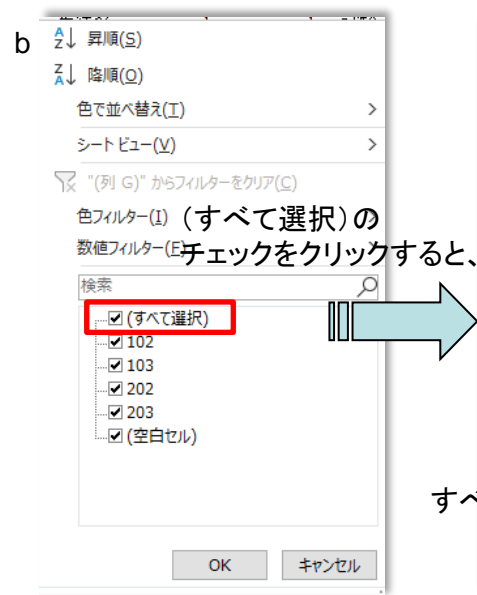 b
昇順(S)
降順(O)
色で並べ替え(T)
シート ビュー(V)
"(列 G)" からフィルターをクリア(C)
色フィルター(I)
(すべて選択)の
数値フィルター(F)
チェックをクリックすると、
検索
(すべて選択)
102
103
202
203
(空白セル)
すべ
OK
キャンセル